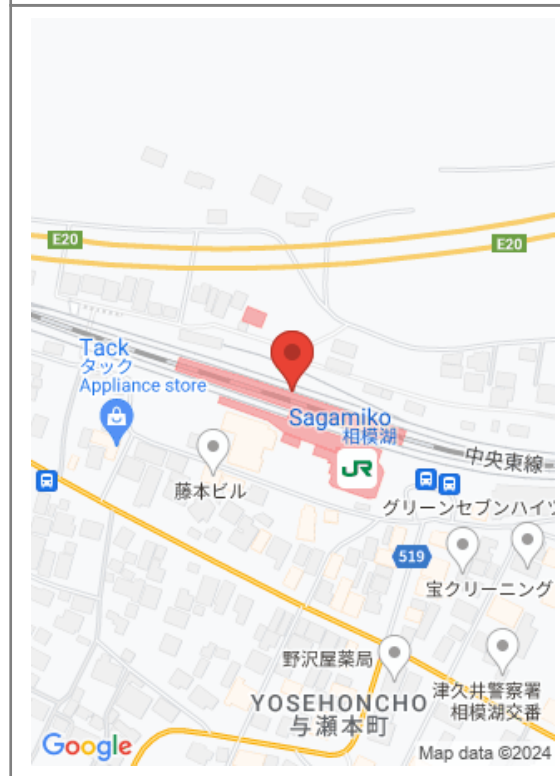 E20
E20
Tack
タック
Appliance store
Sagamiko
相模湖
JR
中央東線
藤本ビル
グリーンセブンハイツ
519
宝クリーニング
野沢屋薬局
YOSEHONCHO
与瀬本町
津久井警察署
相模湖交番
Google
Map data ©2024